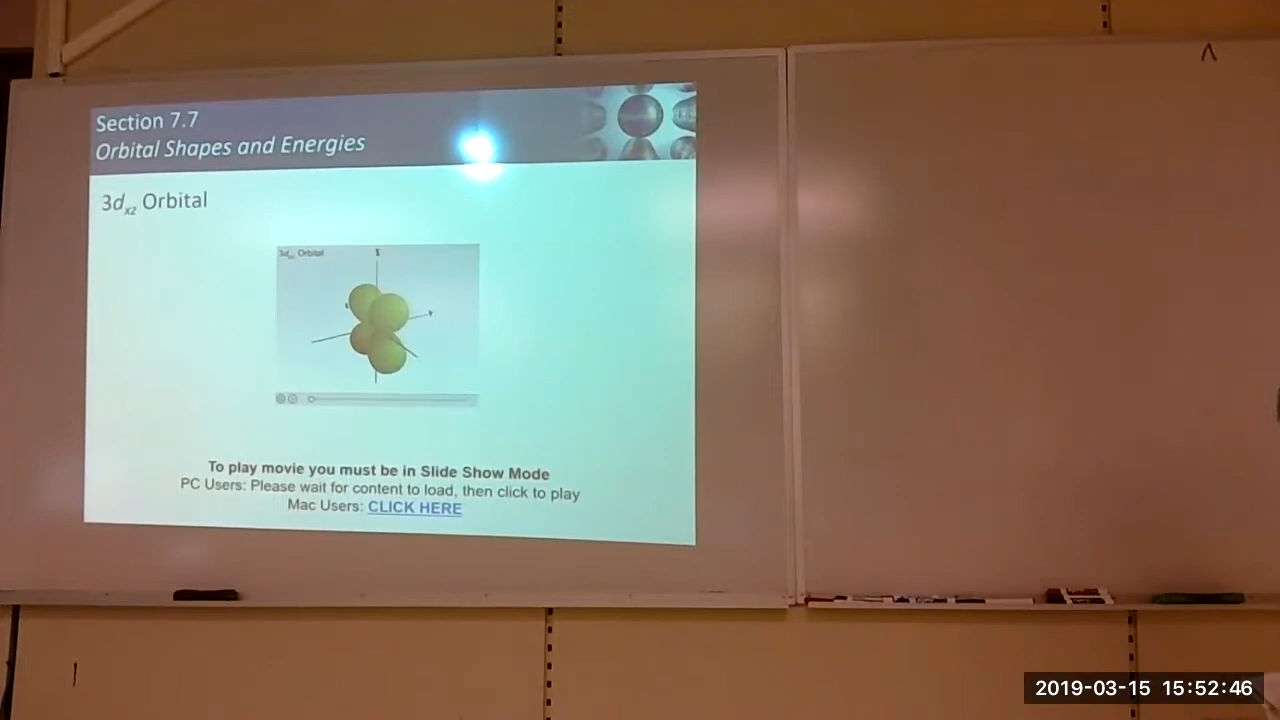 Section 7.7
Orbital Shapes and Energies
3dxz Orbital
Orbital
To play movie you must be in Slide Show Mode
PC Users: Please wait for content to load, then click to play
Mac Users: CLICK HERE
2019-03-15 15:52:46